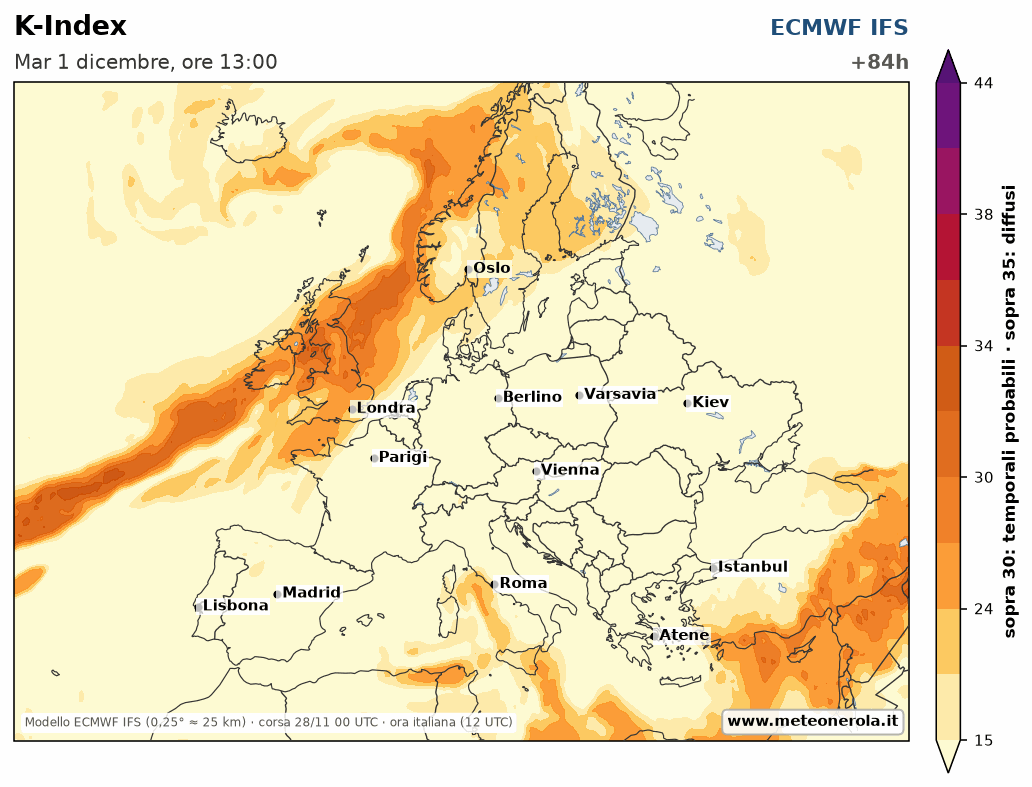 K-Index
ECMWF IFS
Mar 1 dicembre, ore 13:00
+84h
44
38
34
30
24
15
sopra 30: temporali probabili · sopra 35: diffusi
Oslo
Londra
Berlino
Varsavia
Kiev
Parigi
Vienna
Istanbul
Roma
Madrid
Lisbona
Atene
Modello ECMWF IFS (0,25° ≈ 25 km) · corsa 28/11 00 UTC · ora italiana (12 UTC)
www.meteonerola.it